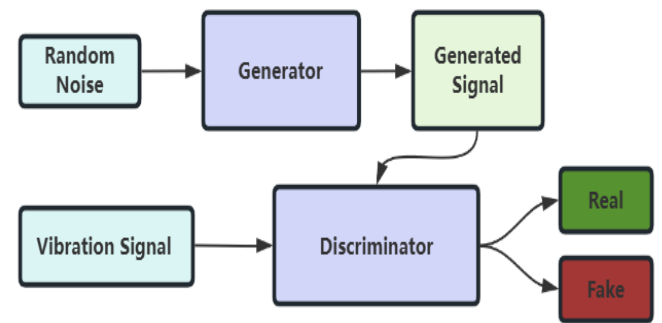 Random
Noise
Generator
Generated
Signal
Vibration Signal
Discriminator
Real
Fake